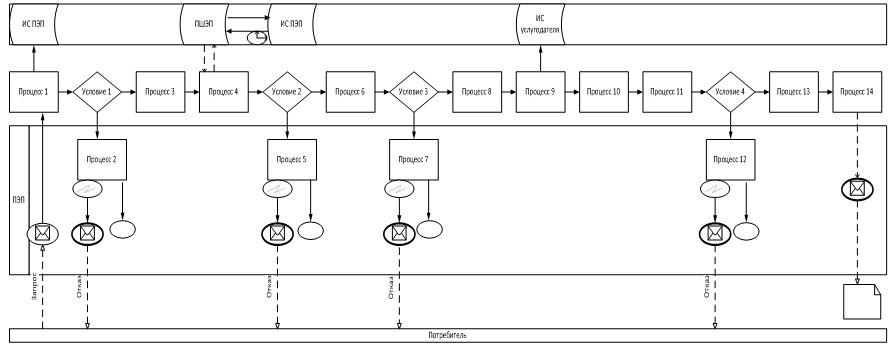 ИС ПЭП
ПШЭП
ИС ПЭП
ИС
услугодателя
Процесс 1
Условие 1
Процесс 3
Процесс 4
Условие 2
Процесс 6
Условие 3
Процесс 8
Процесс 9
Процесс 10
Процесс 11
Условие 4
Процесс 13
Процесс 14
ПЭП
Процесс 2
Процесс 5
Процесс 7
Процесс 12
Запрос
Отказ
Отказ
Отказ
Отказ
Потребитель